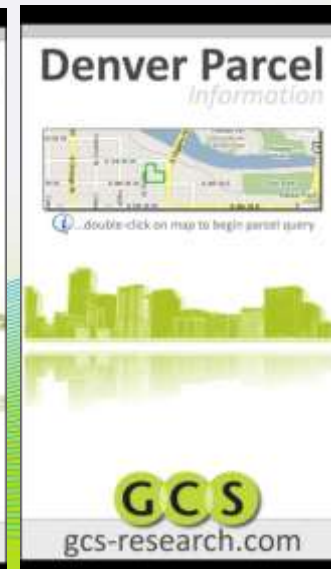 Denver Parcel
Information
...double-click on map to begin parcel query
GCS
gcs-research.com